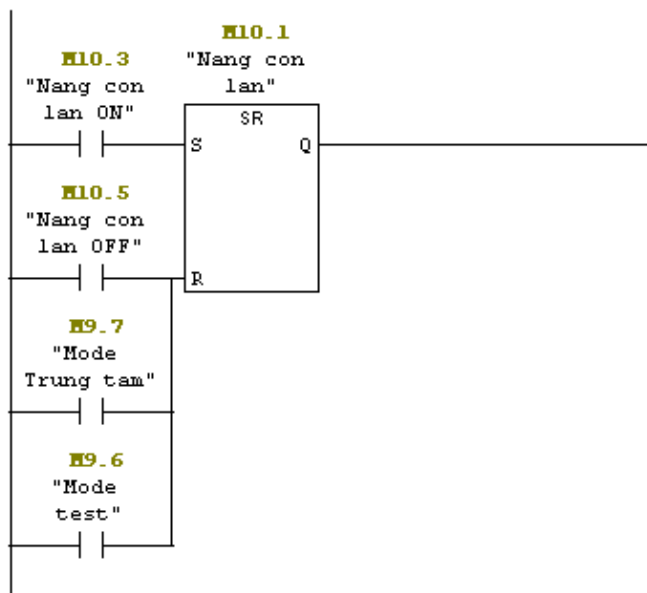 M10.3
"Nang con
lan ON"
M10.1
"Nang con
lan"
SR
S
Q
M10.5
"Nang con
lan OFF"
R
M9.7
"Mode
Trung tam"
M9.6
"Mode
test"